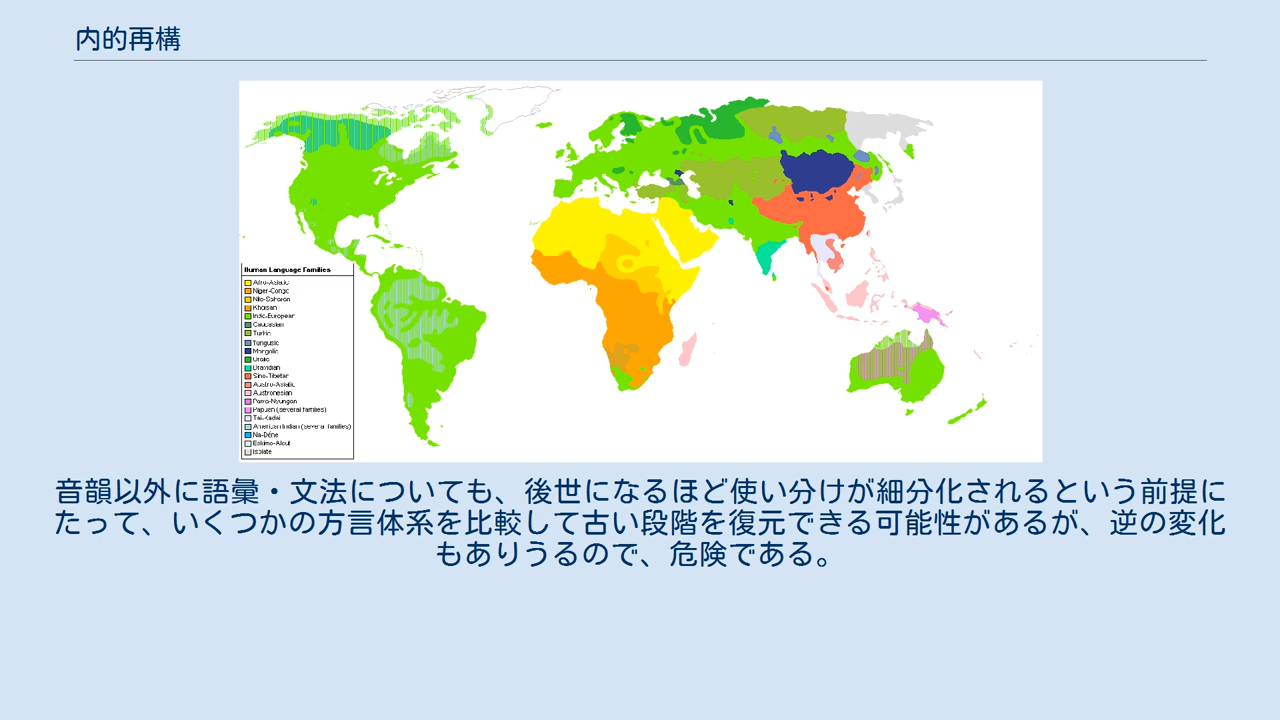 内的再構
Human Language Families
Afro-Asiatic
Niger-Congo
Nilo-Saharan
Khoisan
Indo-European
Caucasian
Turkic
Tungusic
Mongolic
Uralic
Dravidian
Sino-Tibetan
Austro-Asiatic
Austronesian
Pama-Nyungan
Papuan (several families)
Tai-Kadai
American Indian (several families)
Na-Déne
Eskimo-Aleut
Isolate
音韻以外に語彙・文法についても、後世になるほど使い分けが細分化されるという前提に
たって、いくつかの方言体系を比較して古い段階を復元できる可能性があるが、逆の変化
もありうるので、危険である。